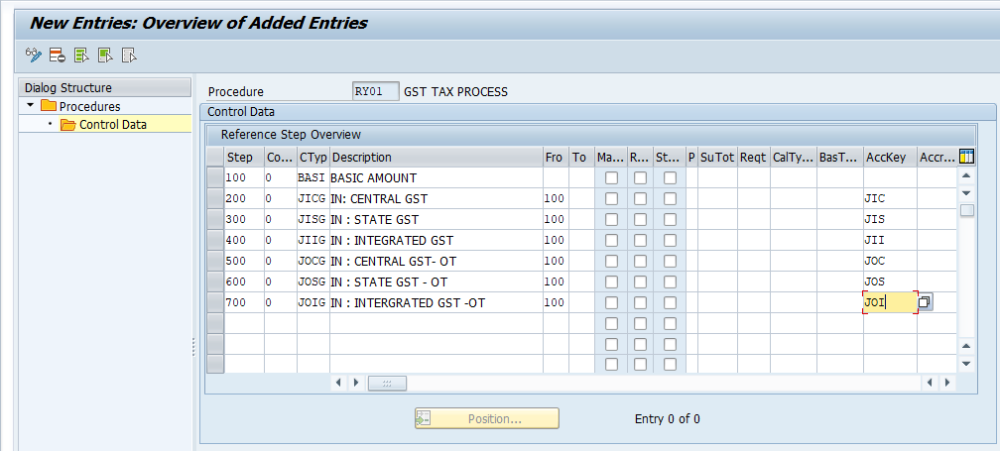 New Entries: Overview of Added Entries
Dialog Structure
Procedures
Control Data
Procedure RY01 GST TAX PROCESS
Control Data
Reference Step Overview
Step Co... CTyp Description Fro To Ma... R... St... P SuTot Reqt CalTy... BasT... AccKey Accr...
100 0 BASI BASIC AMOUNT
200 0 JICG IN: CENTRAL GST 100 JIC
300 0 JISG IN : STATE GST 100 JIS
400 0 JIIG IN : INTEGRATED GST 100 JII
500 0 JOCG IN : CENTRAL GST- OT 100 JOC
600 0 JOSG IN : STATE GST - OT 100 JOS
700 0 JOIG IN : INTERGRATED GST -OT 100 JOI
Position...
Entry 0 of 0